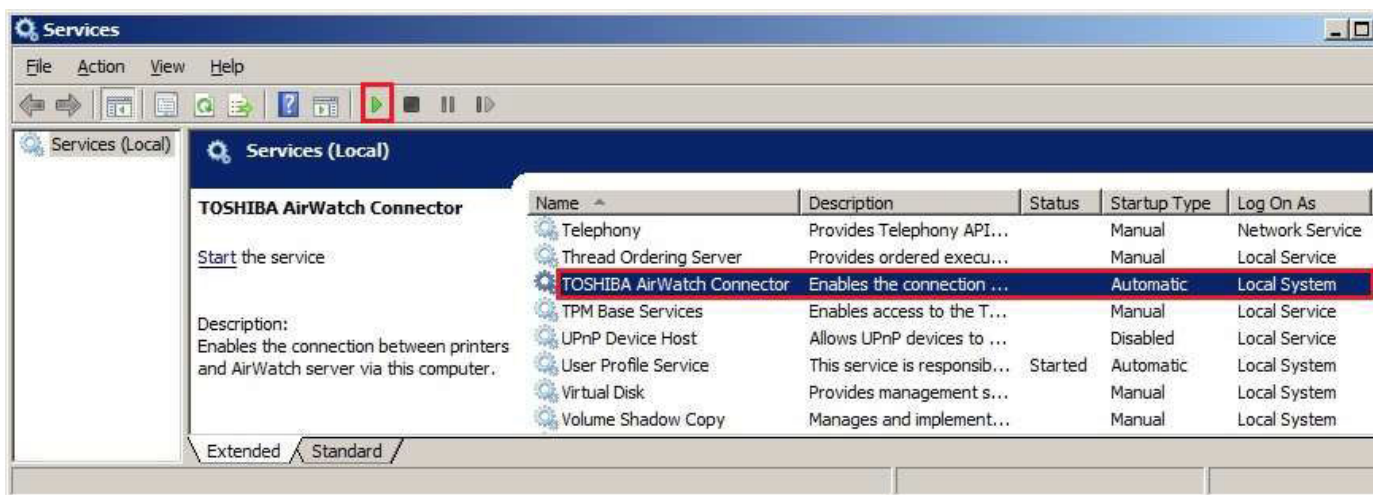 Services
File Action View Help
Services (Local)
Services (Local)
TOSHIBA AirWatch Connector
Start the service
Description:
Enables the connection between printers
and AirWatch server via this computer.
Name Description Status Startup Type Log On As
Telephony Provides Telephony API... Manual Network Service
Thread Ordering Server Provides ordered execu... Manual Local Service
TOSHIBA AirWatch Connector Enables the connection ... Automatic Local System
TPM Base Services Enables access to the T... Manual Local Service
UPnP Device Host Allows UPnP devices to ... Disabled Local Service
User Profile Service This service is responsib... Started Automatic Local System
Virtual Disk Provides management s... Manual Local System
Volume Shadow Copy Manages and implement... Manual Local System
Extended Standard